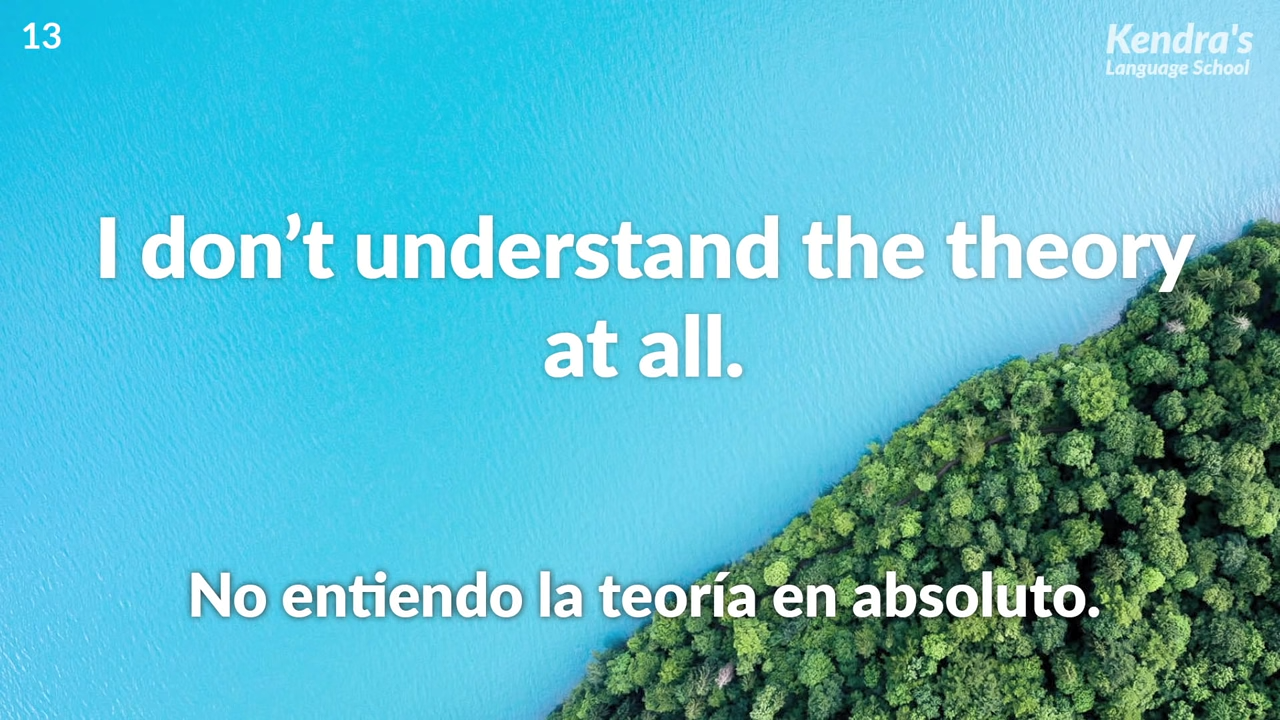 13
Kendra's
Language School
I don’t understand the theory
at all.
No entiendo la teoría en absoluto.